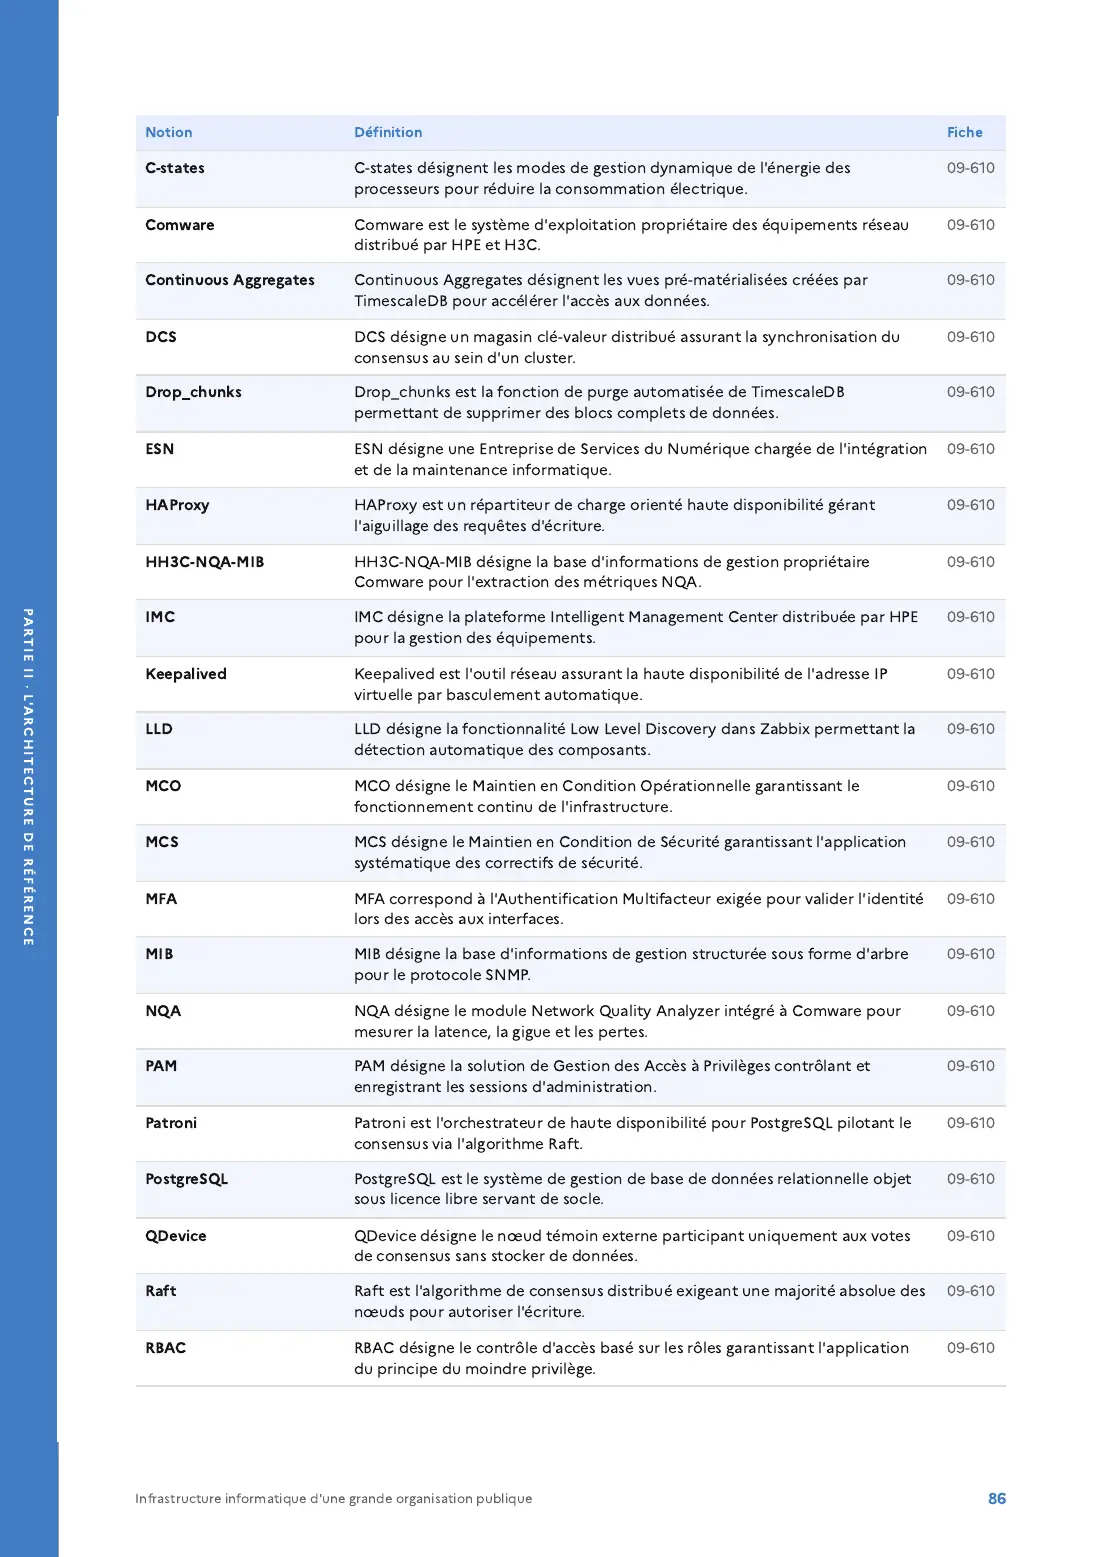 Notion Définition Fiche
C-states C-states désignent les modes de gestion dynamique de l'énergie des 09-610
processeurs pour réduire la consommation électrique.
Comware Comware est le système d'exploitation propriétaire des équipements réseau 09-610
distribué par HPE et H3C.
Continuous Aggregates Continuous Aggregates désignent les vues pré-matérialisées créées par 09-610
TimescaleDB pour accélérer l'accès aux données.
DCS DCS désigne un magasin clé-valeur distribué assurant la synchronisation du 09-610
consensus au sein d'un cluster.
Drop_chunks Drop_chunks est la fonction de purge automatisée de TimescaleDB 09-610
permettant de supprimer des blocs complets de données.
ESN ESN désigne une Entreprise de Services du Numérique chargée de l'intégration 09-610
et de la maintenance informatique.
HAProxy HAProxy est un répartiteur de charge orienté haute disponibilité gérant 09-610
l'aiguillage des requêtes d'écriture.
HH3C-NQA-MIB HH3C-NQA-MIB désigne la base d'informations de gestion propriétaire 09-610
Comware pour l'extraction des métriques NQA.
IMC IMC désigne la plateforme Intelligent Management Center distribuée par HPE 09-610
pour la gestion des équipements.
Keepalived Keepalived est l'outil réseau assurant la haute disponibilité de l'adresse IP 09-610
virtuelle par basculement automatique.
LLD LLD désigne la fonctionnalité Low Level Discovery dans Zabbix permettant la 09-610
détection automatique des composants.
MCO MCO désigne le Maintien en Condition Opérationnelle garantissant le 09-610
fonctionnement continu de l'infrastructure.
MCS MCS désigne le Maintien en Condition de Sécurité garantissant l'application 09-610
systématique des correctifs de sécurité.
MFA MFA correspond à l'Authentification Multifacteur exigée pour valider l'identité 09-610
lors des accès aux interfaces.
MIB MIB désigne la base d'informations de gestion structurée sous forme d'arbre 09-610
pour le protocole SNMP.
NQA NQA désigne le module Network Quality Analyzer intégré à Comware pour 09-610
mesurer la latence, la gigue et les pertes.
PAM PAM désigne la solution de Gestion des Accès à Privilèges contrôlant et 09-610
enregistrant les sessions d'administration.
Patroni Patroni est l'orchestrateur de haute disponibilité pour PostgreSQL pilotant le 09-610
consensus via l'algorithme Raft.
PostgreSQL PostgreSQL est le système de gestion de base de données relationnelle objet 09-610
sous licence libre servant de socle.
QDevice QDevice désigne le nœud témoin externe participant uniquement aux votes 09-610
de consensus sans stocker de données.
Raft Raft est l'algorithme de consensus distribué exigeant une majorité absolue des 09-610
nœuds pour autoriser l'écriture.
RBAC RBAC désigne le contrôle d'accès basé sur les rôles garantissant l'application 09-610
du principe du moindre privilège.
PARTIE II · L'ARCHITECTURE DE RÉFÉRENCE
Infrastructure informatique d'une grande organisation publique 86